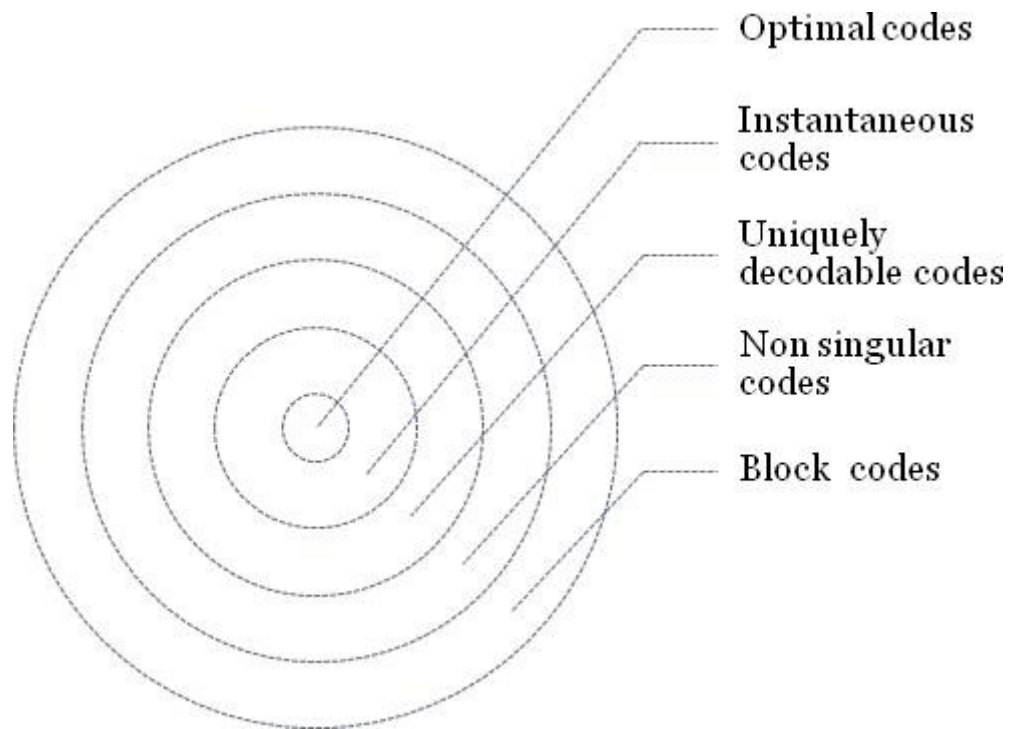 Optimal codes
Instantaneous
codes
Uniquely
decodable codes
Non singular
codes
Block codes